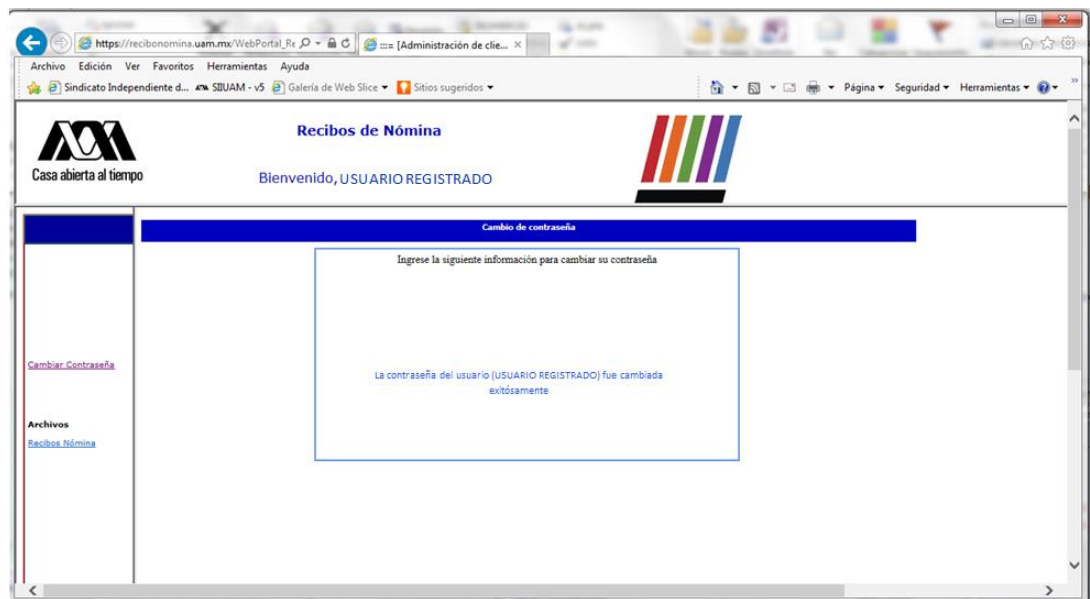 https://recibonomina.uam.mx/WebPortal_Re
:::= [Administración de clie...
Archivo Edición Ver Favoritos Herramientas Ayuda
Sindicato Independiente d... SIIUAM - v5 Galería de Web Slice Sitios sugeridos Página Seguridad Herramientas
Recibos de Nómina
Casa abierta al tiempo
Bienvenido, USUARIO REGISTRADO
Cambio de contraseña
Ingrese la siguiente información para cambiar su contraseña
Cambiar Contraseña
La contraseña del usuario (USUARIO REGISTRADO) fue cambiada
exitósamente
Archivos
Recibos Nómina